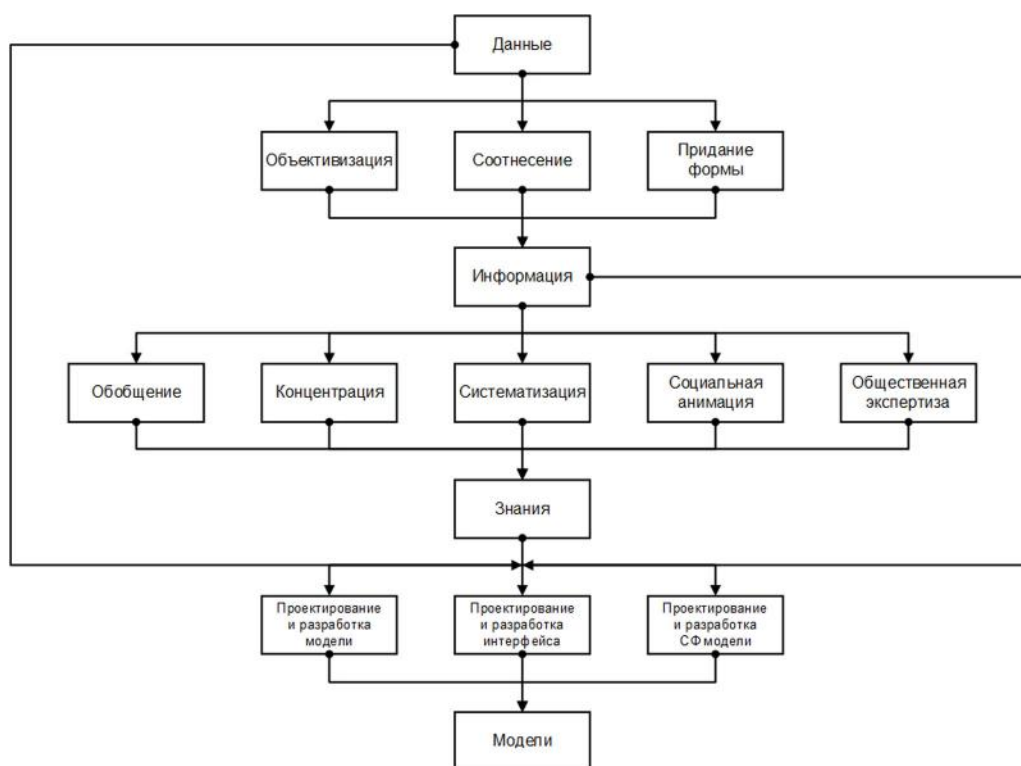 Данные
Объективизация
Соотнесение
Придание
формы
Информация
Обобщение
Концентрация
Систематизация
Социальная
анимация
Общественная
экспертиза
Знания
Проектирование
и разработка
модели
Проектирование
и разработка
интерфейса
Проектирование
и разработка
СФ модели
Модели